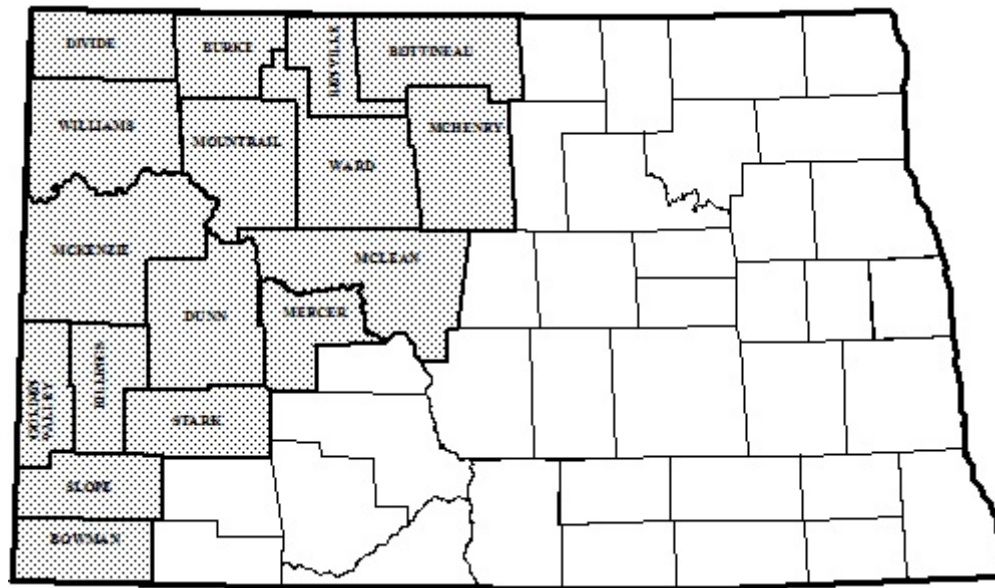 DIVIDE
BURKE
RENVILLE
BOTTINEAU
WILLIAMS
MOUNTRAIL
WARD
MCHENRY
MCKENZIE
DUNN
MCLEAN
MERCER
GOLDEN
VALLEY
BILLINGS
STARK
SLOPE
BOWMAN